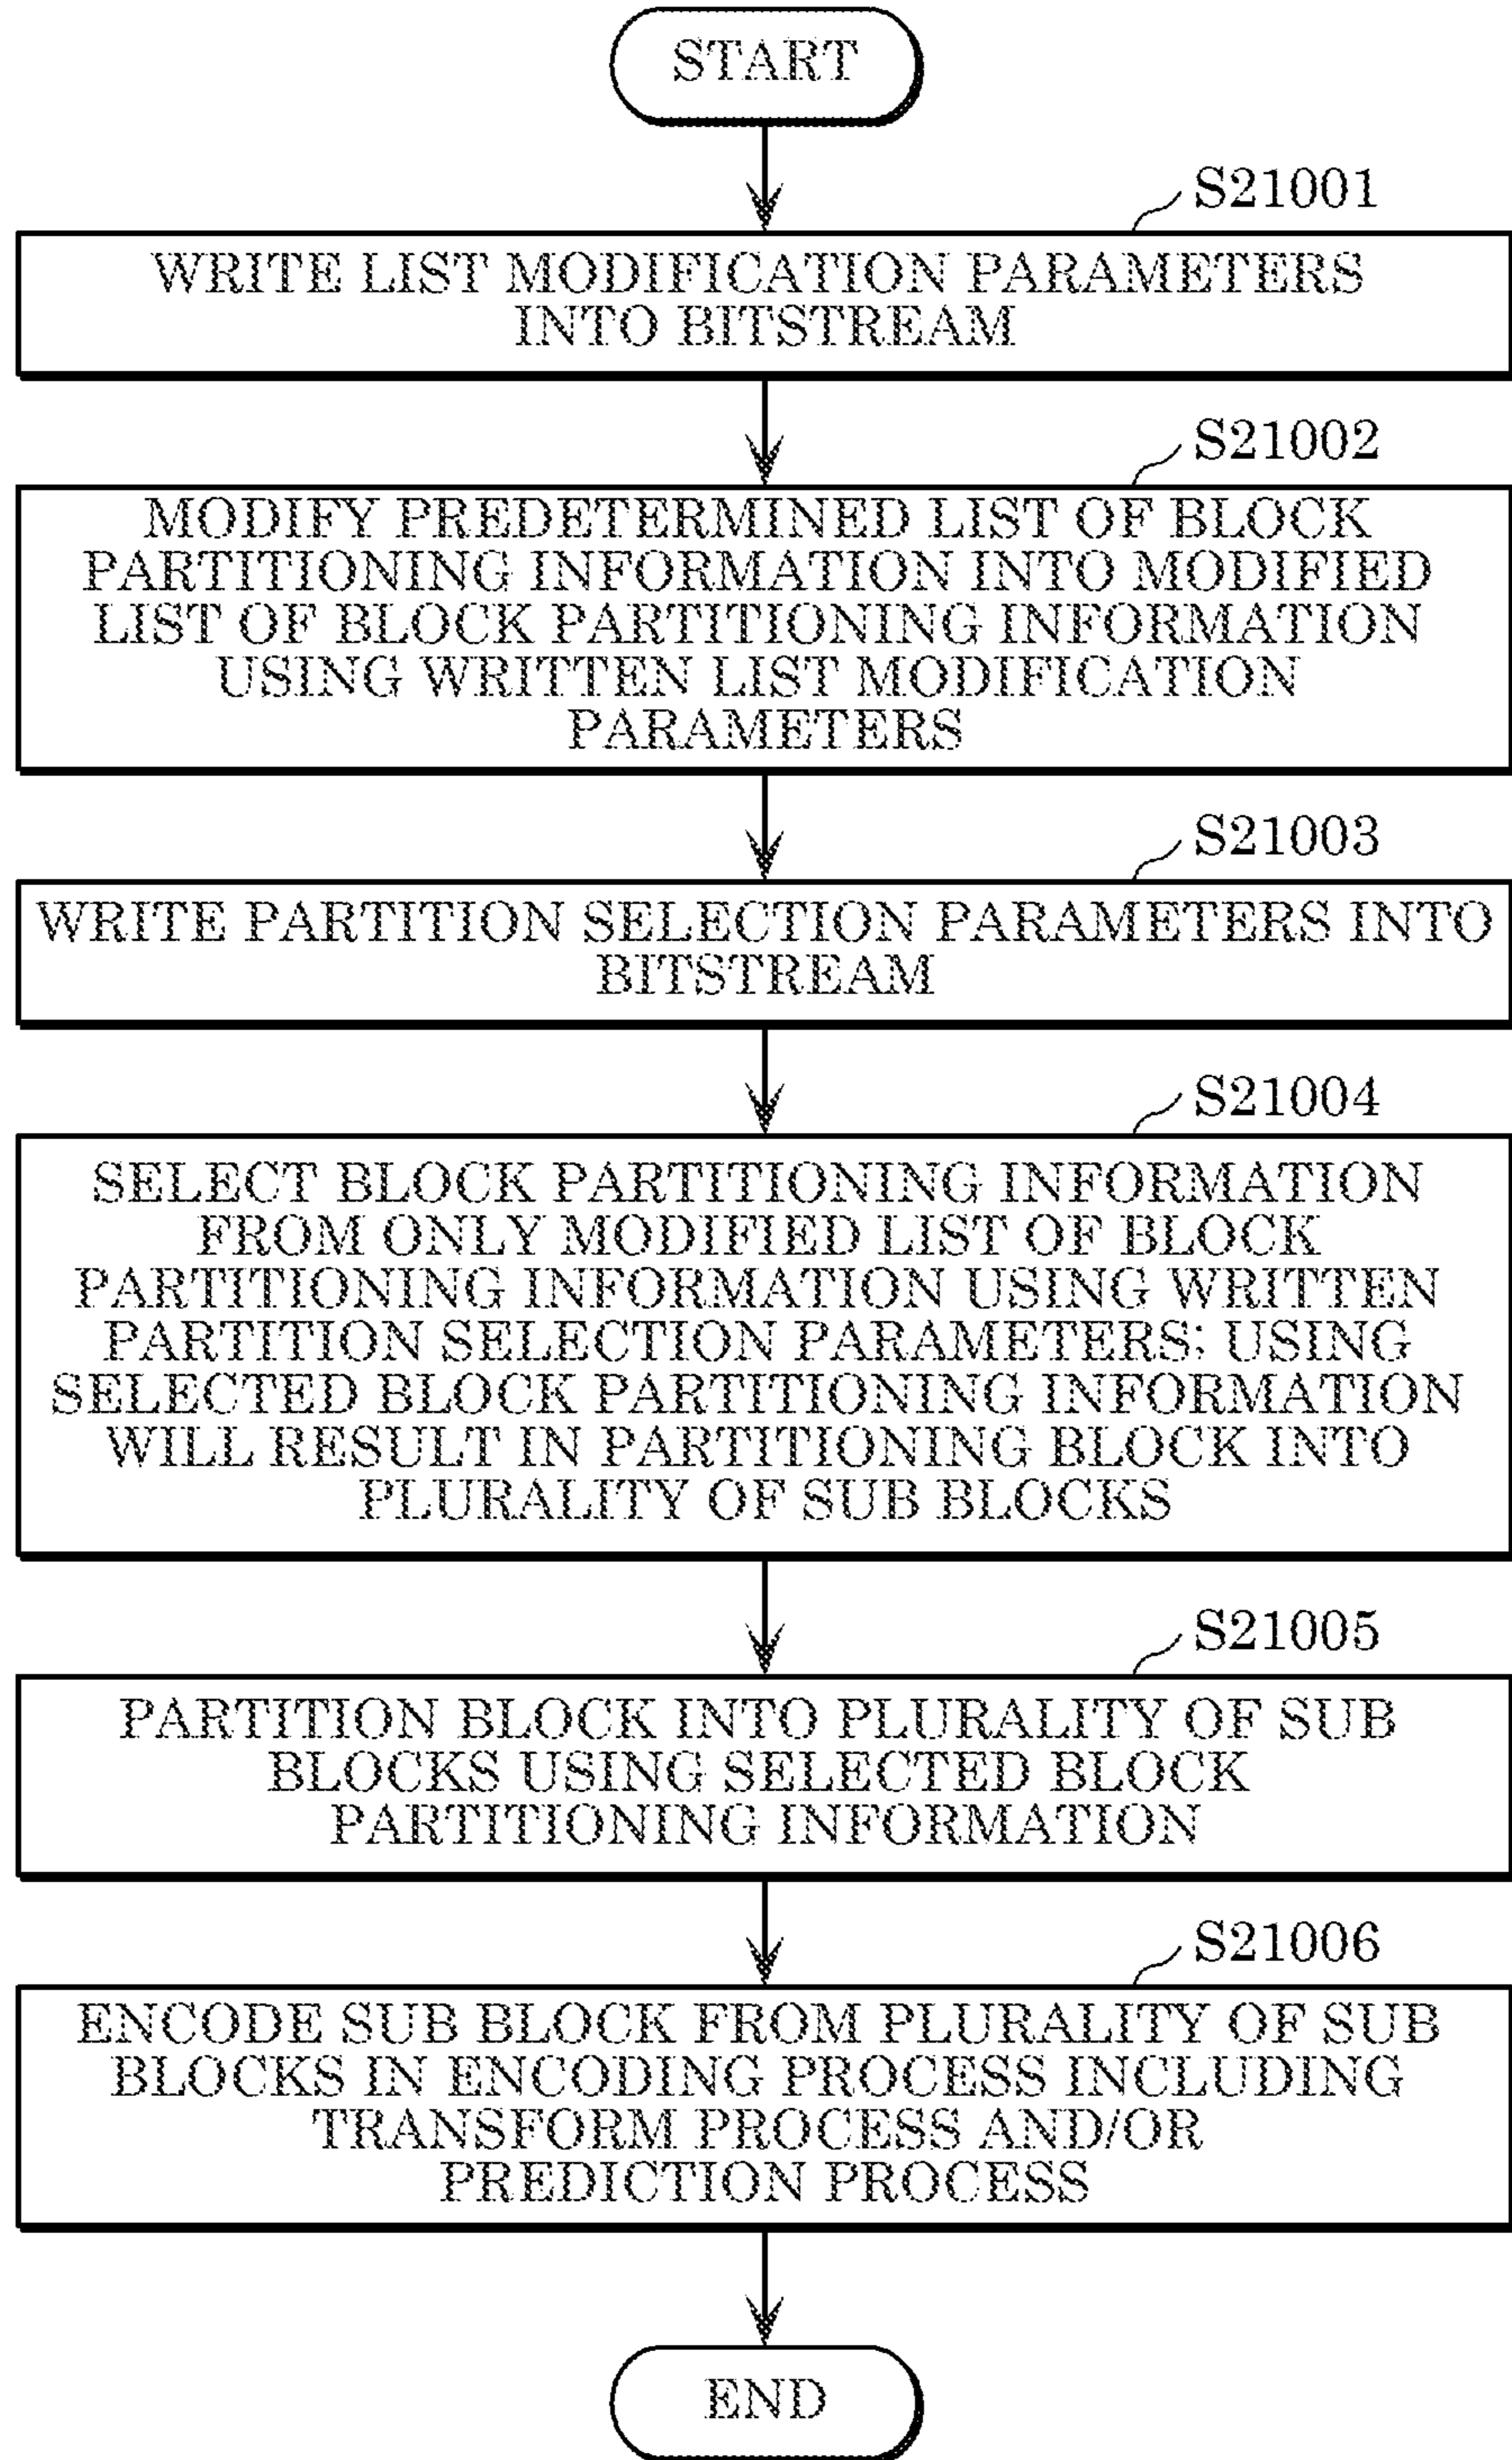 START
S21001
WRITE LIST MODIFICATION PARAMETERS
INTO BITSTREAM
S21002
MODIFY PREDETERMINED LIST OF BLOCK
PARTITIONING INFORMATION INTO MODIFIED
LIST OF BLOCK PARTITIONING INFORMATION
USING WRITTEN LIST MODIFICATION
PARAMETERS
S21003
WRITE PARTITION SELECTION PARAMETERS INTO
BITSTREAM
S21004
SELECT BLOCK PARTITIONING INFORMATION
FROM ONLY MODIFIED LIST OF BLOCK
PARTITIONING INFORMATION USING WRITTEN
PARTITION SELECTION PARAMETERS; USING
SELECTED BLOCK PARTITIONING INFORMATION
WILL RESULT IN PARTITIONING BLOCK INTO
PLURALITY OF SUB BLOCKS
S21005
PARTITION BLOCK INTO PLURALITY OF SUB
BLOCKS USING SELECTED BLOCK
PARTITIONING INFORMATION
S21006
ENCODE SUB BLOCK FROM PLURALITY OF SUB
BLOCKS IN ENCODING PROCESS INCLUDING
TRANSFORM PROCESS AND/OR
PREDICTION PROCESS
END